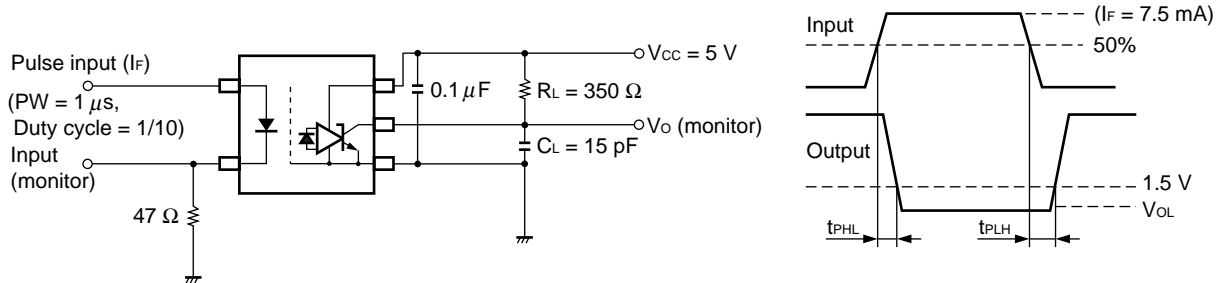 Pulse input (IF)
(PW = 1 μs,
Duty cycle = 1/10)
Input
(monitor)
47 Ω
0.1 μF
VCC = 5 V
RL = 350 Ω
VO (monitor)
CL = 15 pF
Input
(IF = 7.5 mA)
50%
Output
1.5 V
VOL
tPHL
tPLH